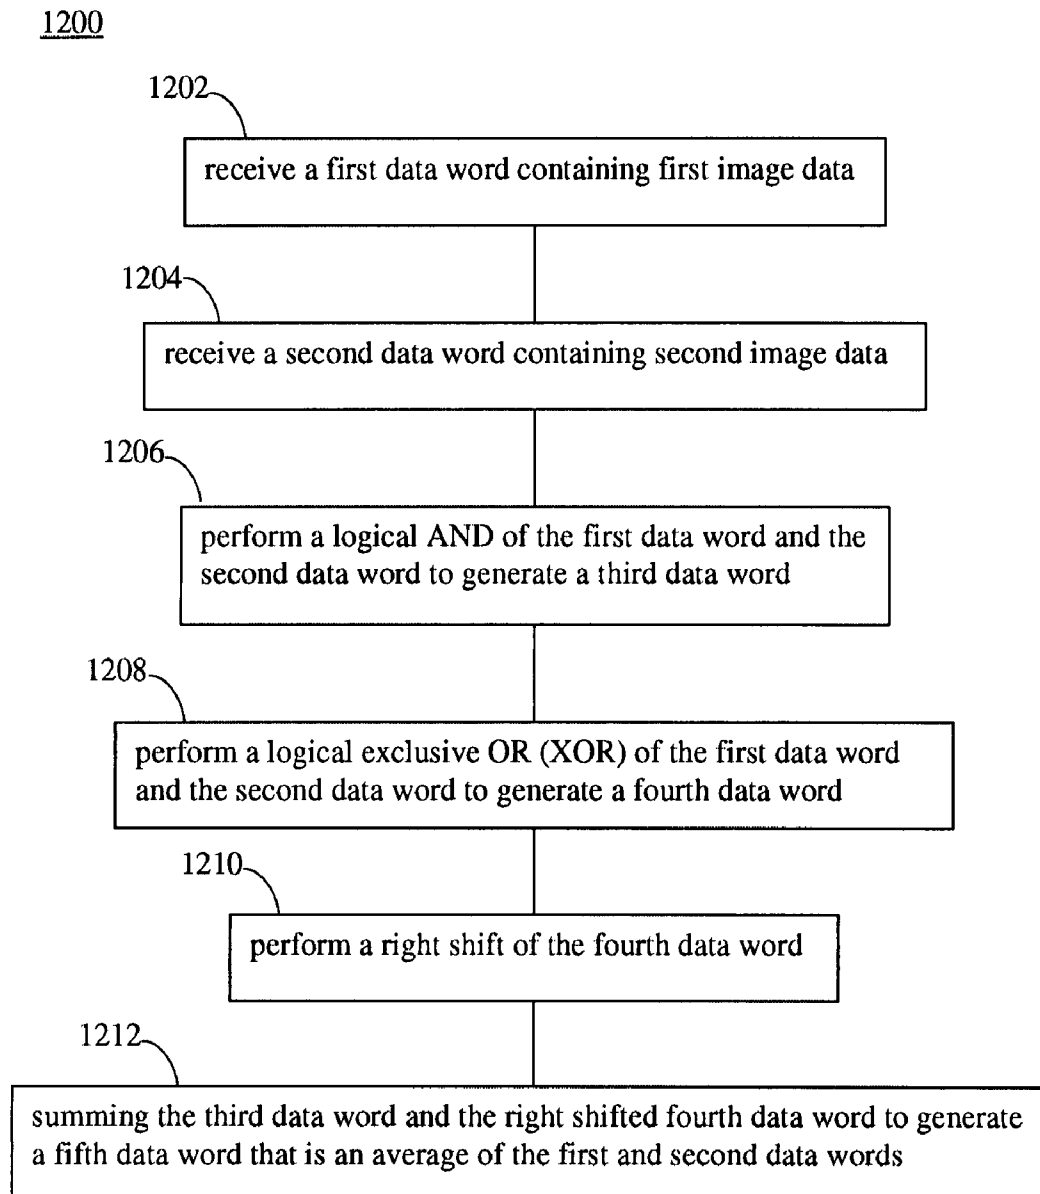 1200
1202
receive a first data word containing first image data
1204
receive a second data word containing second image data
1206
perform a logical AND of the first data word and the
second data word to generate a third data word
1208
perform a logical exclusive OR (XOR) of the first data word
and the second data word to generate a fourth data word
1210
perform a right shift of the fourth data word
1212
summing the third data word and the right shifted fourth data word to generate
a fifth data word that is an average of the first and second data words